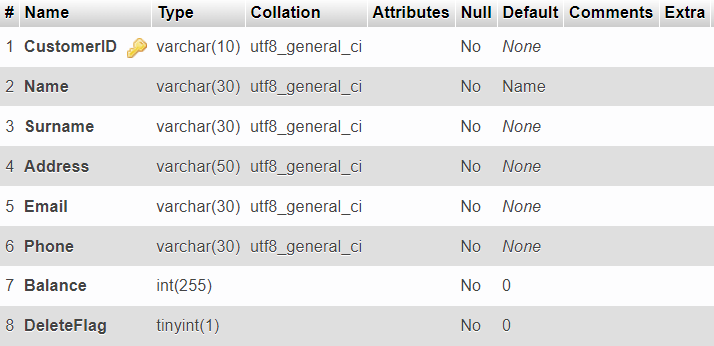 # Name Type Collation Attributes Null Default Comments Extra
1 CustomerID varchar(10) utf8_general_ci No None
2 Name varchar(30) utf8_general_ci No Name
3 Surname varchar(30) utf8_general_ci No None
4 Address varchar(50) utf8_general_ci No None
5 Email varchar(30) utf8_general_ci No None
6 Phone varchar(30) utf8_general_ci No None
7 Balance int(255) No 0
8 DeleteFlag tinyint(1) No 0